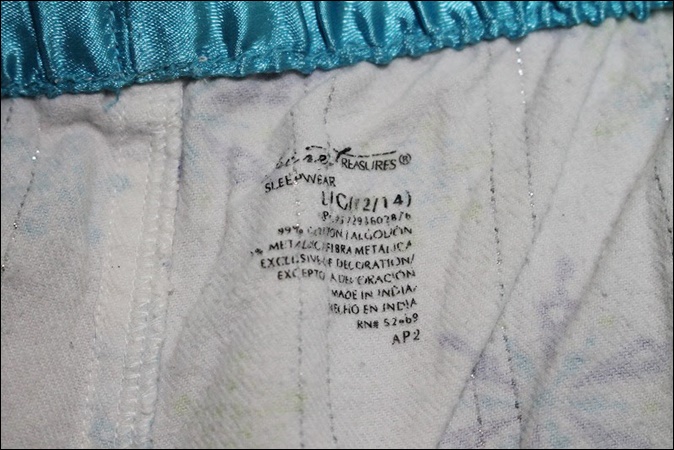 TREASURES®
SLEEPWEAR
L/G(12/14)
99% COTTON/ALGODÓN
1% METALLIC/FIBRA METALICA
EXCLUSIVE OF DECORATION/
EXCEPTO LA DECORACIÓN
MADE IN INDIA/
HECHO EN INDIA
RN#
AP2